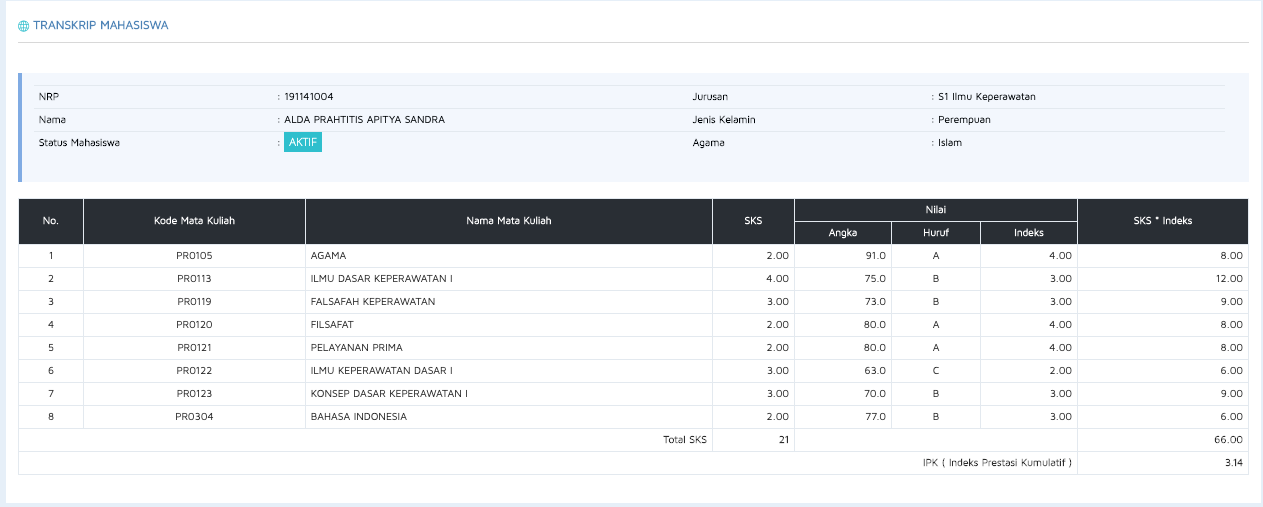 TRANSKRIP MAHASISWA
NRP : 191141004 Jurusan : S1 Ilmu Keperawatan
Nama : ALDA PRAHTITIS APITYA SANDRA Jenis Kelamin : Perempuan
Status Mahasiswa : AKTIF Agama : Islam
No. Kode Mata Kuliah Nama Mata Kuliah SKS Nilai SKS * Indeks
Angka Huruf Indeks
1 PR0105 AGAMA 2.00 91.0 A 4.00 8.00
2 PR0113 ILMU DASAR KEPERAWATAN I 4.00 75.0 B 3.00 12.00
3 PR0119 FALSAFAH KEPERAWATAN 3.00 73.0 B 3.00 9.00
4 PR0120 FILSAFAT 2.00 80.0 A 4.00 8.00
5 PR0121 PELAYANAN PRIMA 2.00 80.0 A 4.00 8.00
6 PR0122 ILMU KEPERAWATAN DASAR I 3.00 63.0 C 2.00 6.00
7 PR0123 KONSEP DASAR KEPERAWATAN I 3.00 70.0 B 3.00 9.00
8 PR0304 BAHASA INDONESIA 2.00 77.0 B 3.00 6.00
Total SKS 21 66.00
IPK ( Indeks Prestasi Kumulatif ) 3.14